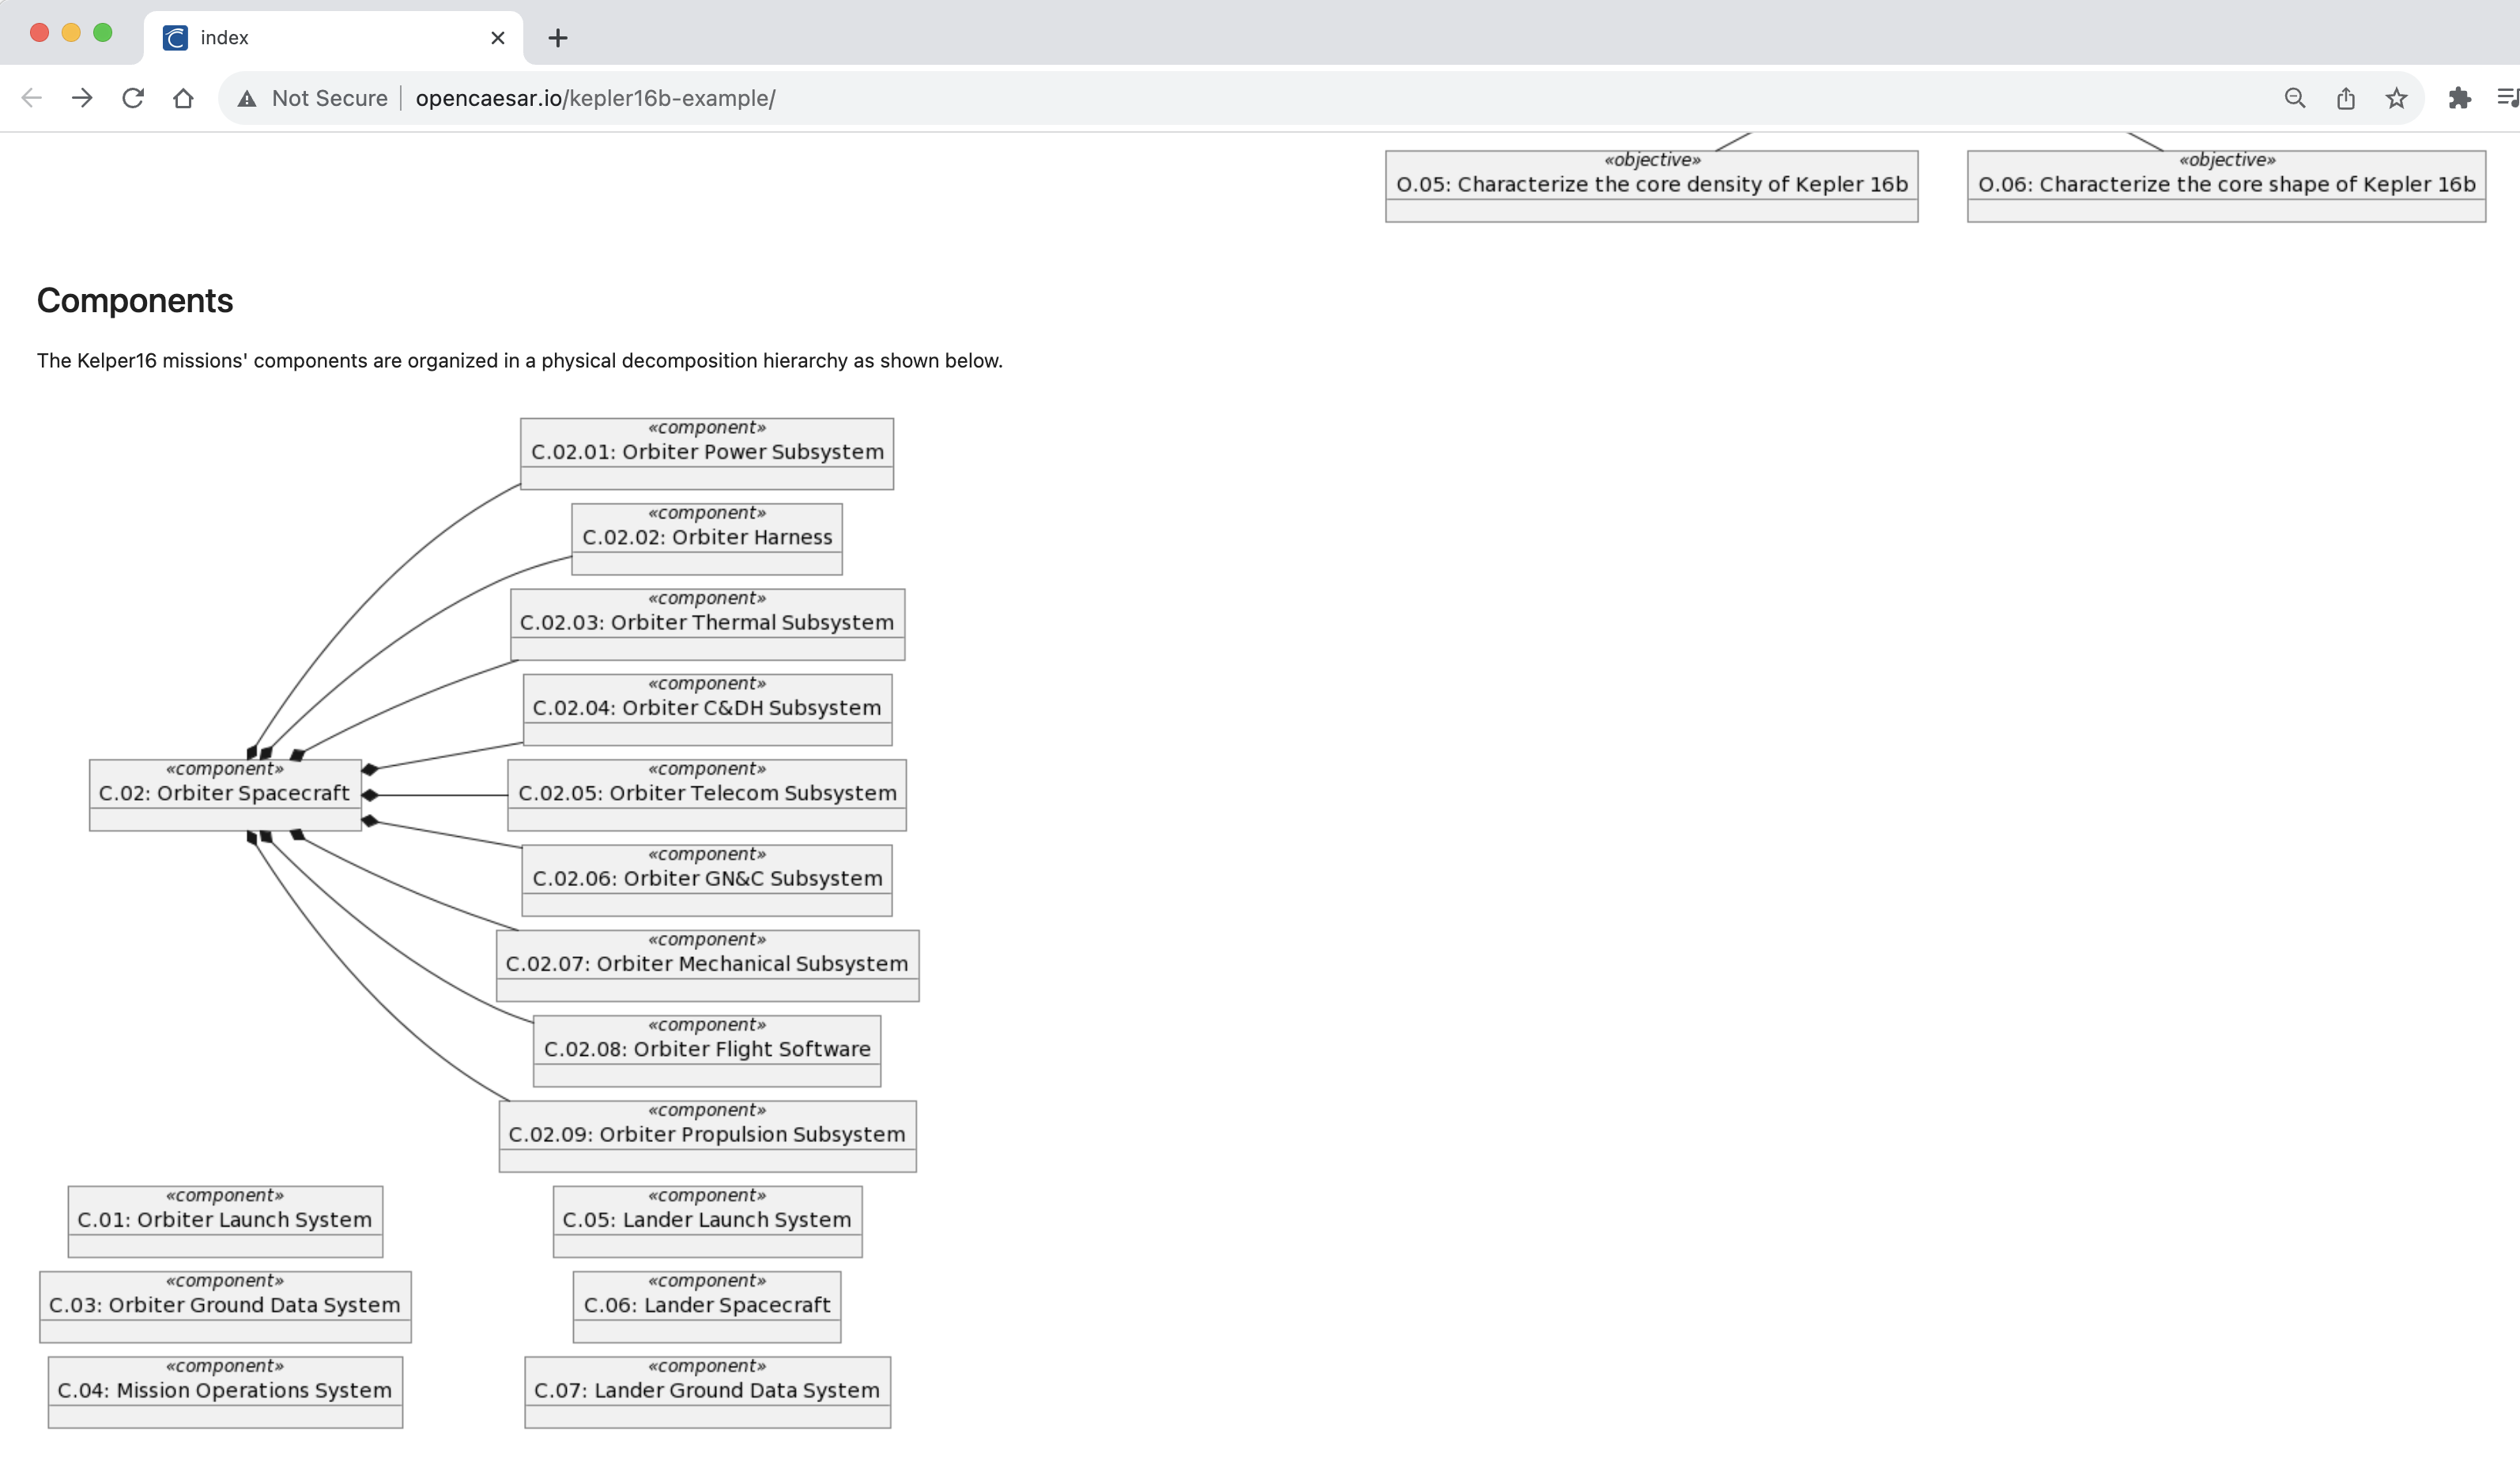 index
Not Secure
opencaesar.io/kepler16b-example/
«objective»
O.05: Characterize the core density of Kepler 16b
«objective»
O.06: Characterize the core shape of Kepler 16b
Components
The Kelper16 missions' components are organized in a physical decomposition hierarchy as shown below.
«component»
C.02.01: Orbiter Power Subsystem
«component»
C.02.02: Orbiter Harness
«component»
C.02.03: Orbiter Thermal Subsystem
«component»
C.02.04: Orbiter C&DH Subsystem
«component»
C.02: Orbiter Spacecraft
«component»
C.02.05: Orbiter Telecom Subsystem
«component»
C.02.06: Orbiter GN&C Subsystem
«component»
C.02.07: Orbiter Mechanical Subsystem
«component»
C.02.08: Orbiter Flight Software
«component»
C.02.09: Orbiter Propulsion Subsystem
«component»
C.01: Orbiter Launch System
«component»
C.05: Lander Launch System
«component»
C.03: Orbiter Ground Data System
«component»
C.06: Lander Spacecraft
«component»
C.04: Mission Operations System
«component»
C.07: Lander Ground Data System